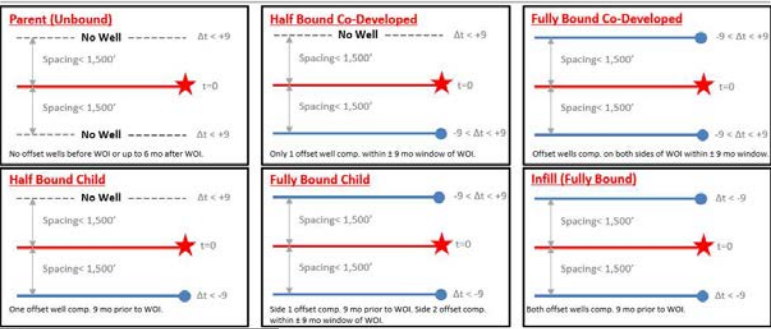 Parent (Unbound)
No Well Δt < +9
Spacing< 1,500'
t=0
Spacing< 1,500'
No Well Δt < +9
No offset wells before WOI or up to 6 mo after WOI.
Half Bound Co-Developed
No Well Δt < +9
Spacing< 1,500'
t=0
Spacing< 1,500'
-9 < Δt < +9
Only 1 offset well comp. within ± 9 mo window of WOI.
Fully Bound Co-Developed
-9 < Δt < +9
Spacing< 1,500'
t=0
Spacing< 1,500'
-9 < Δt < +9
Offset wells comp. on both sides of WOI within ± 9 mo window.
Half Bound Child
No Well Δt < +9
Spacing< 1,500'
t=0
Spacing< 1,500'
Δt < -9
One offset well comp. 9 mo prior to WOI.
Fully Bound Child
-9 < Δt < +9
Spacing< 1,500'
t=0
Spacing< 1,500'
Δt < -9
Side 1 offset comp. 9 mo prior to WOI. Side 2 offset comp.
within ± 9 mo window of WOI.
Infill (Fully Bound)
Δt < -9
Spacing< 1,500'
t=0
Spacing< 1,500'
Δt < -9
Both offset wells comp. 9 mo prior to WOI.